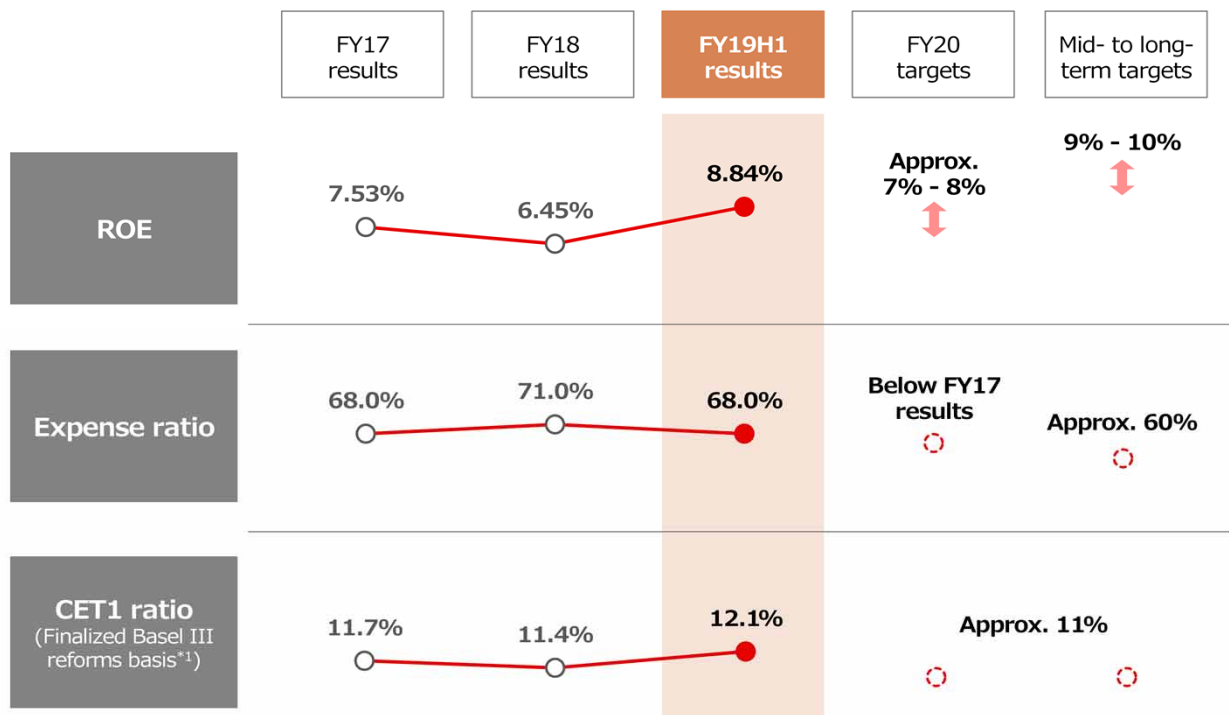 FY17
results
FY18
results
FY19H1
results
FY20
targets
Mid- to long-
term targets
ROE
7.53%
6.45%
8.84%
Approx.
7% - 8%
9% - 10%
Expense ratio
68.0%
71.0%
68.0%
Below FY17
results
Approx. 60%
CET1 ratio
(Finalized Basel III
reforms basis*1)
11.7%
11.4%
12.1%
Approx. 11%